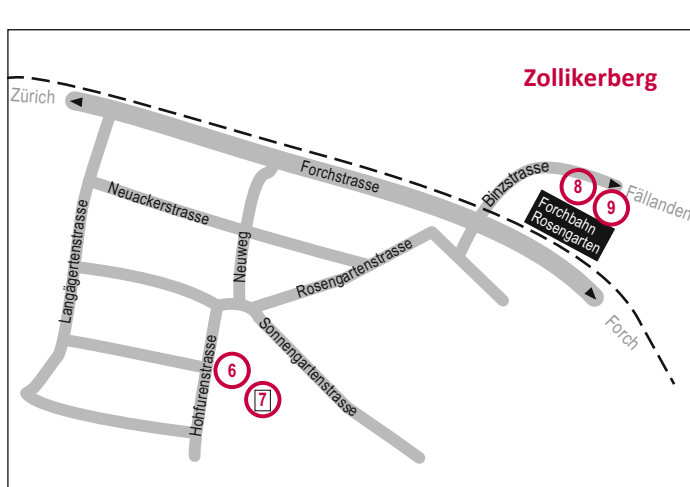 Zollikerberg
Zürich
Forchstrasse
Binzstrasse
8
9
Fällanden
Forchbahn
Rosengarten
Neuackerstrasse
Langägertenstrasse
Neuweg
Rosengartenstrasse
Forch
Hohfurenstrasse
Sonnengartenstrasse
6
7